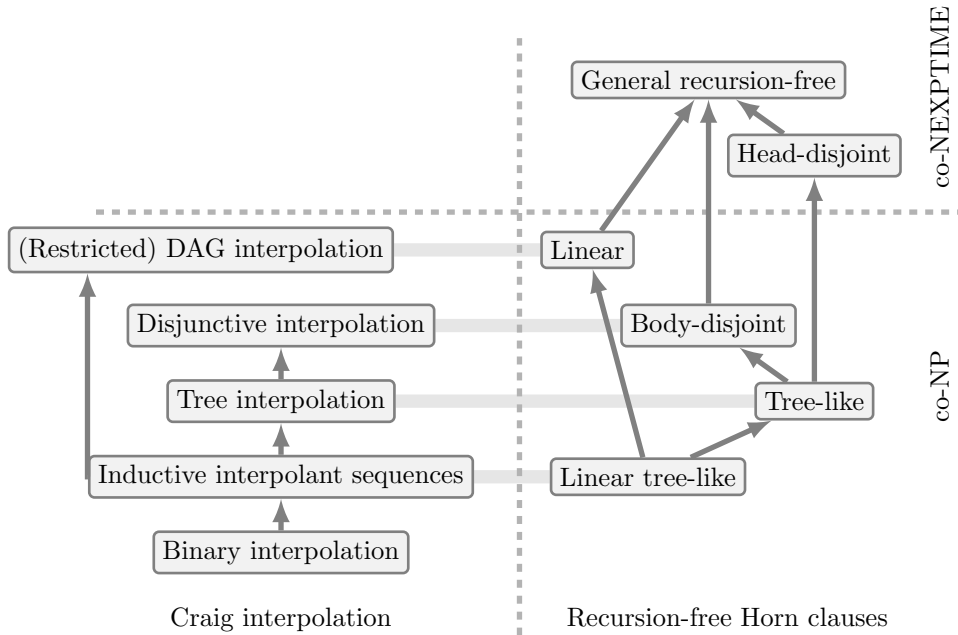 General recursion-free
Head-disjoint
co-NEXPTIME
(Restricted) DAG interpolation
Linear
Disjunctive interpolation
Body-disjoint
Tree interpolation
Tree-like
co-NP
Inductive interpolant sequences
Linear tree-like
Binary interpolation
Craig interpolation
Recursion-free Horn clauses